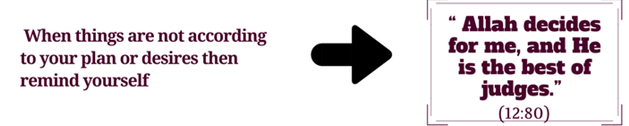 When things are not according
to your plan or desires then
remind yourself
“ Allah decides
for me, and He
is the best of
judges.”
(12:80)